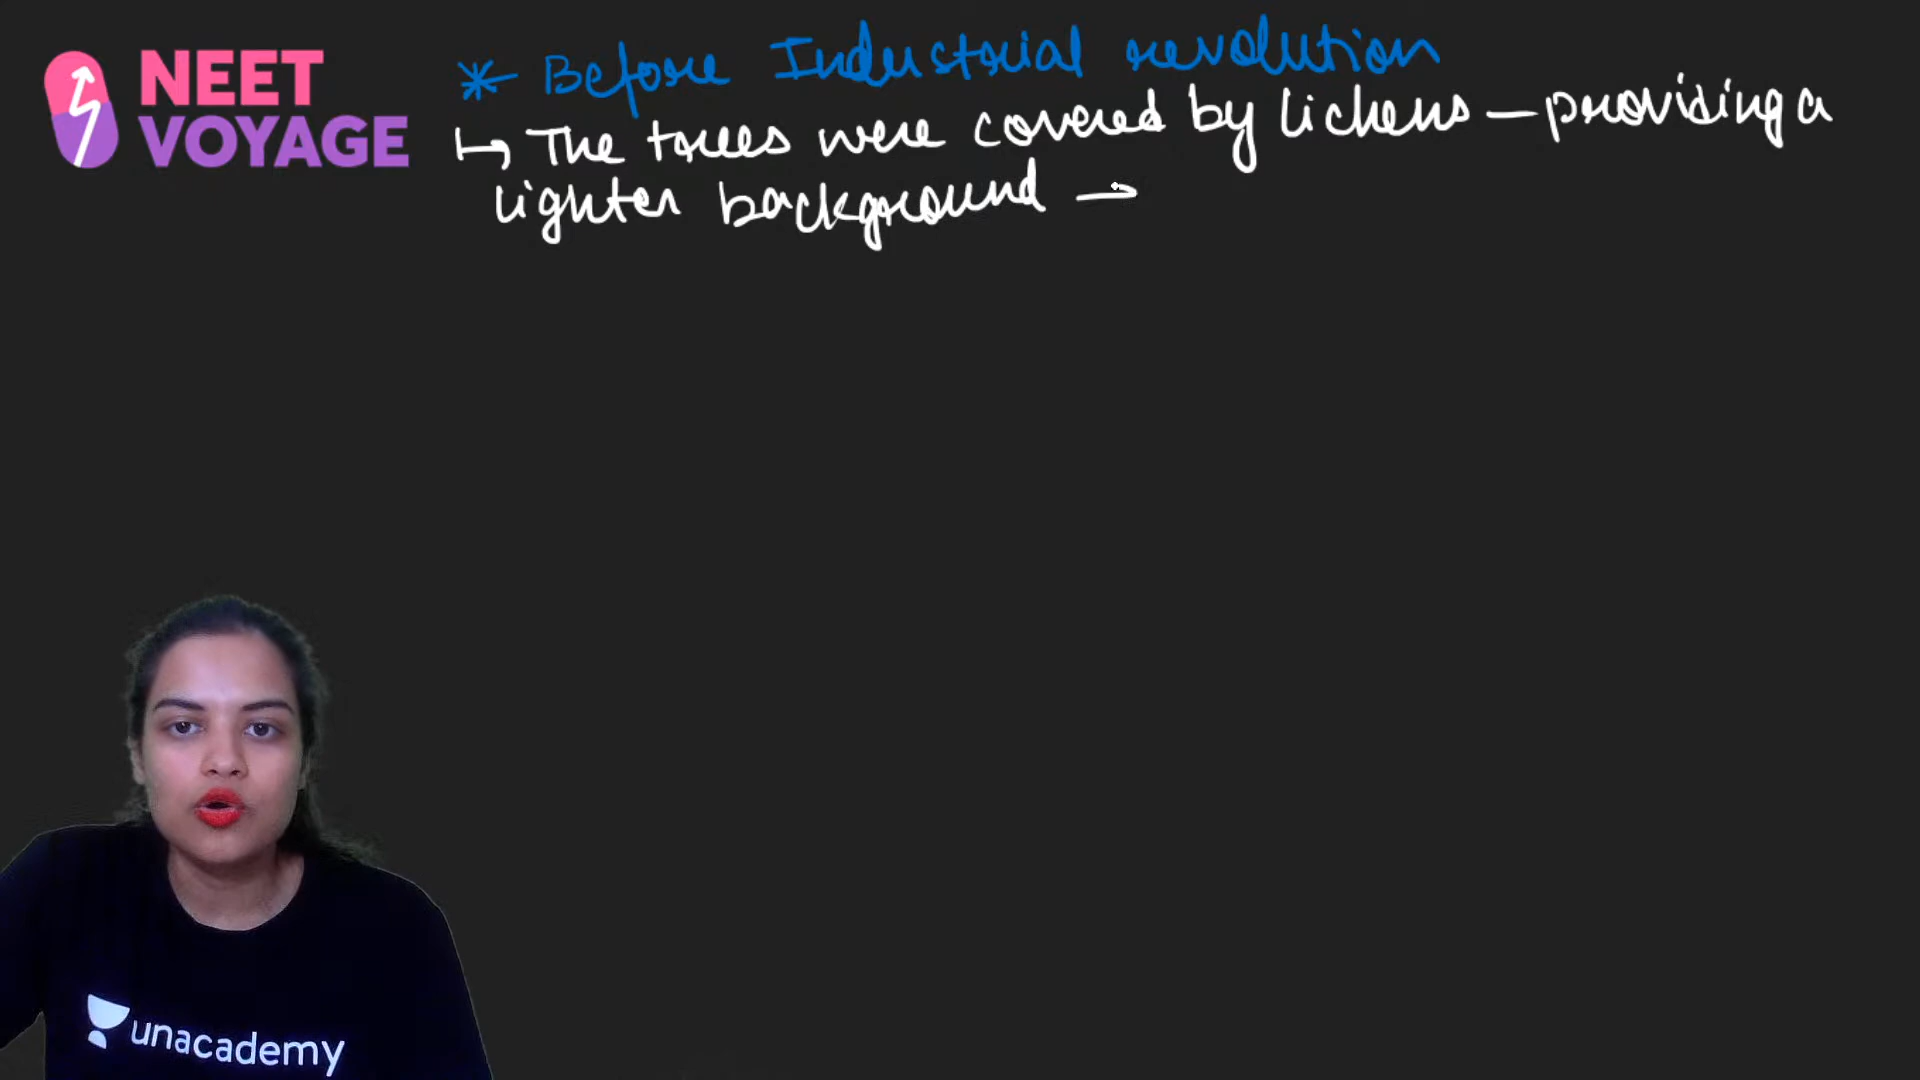 NEET
VOYAGE
* Before Industrial revolution
↳ The trees were covered by lichens – providing a
lighter background →
unacademy